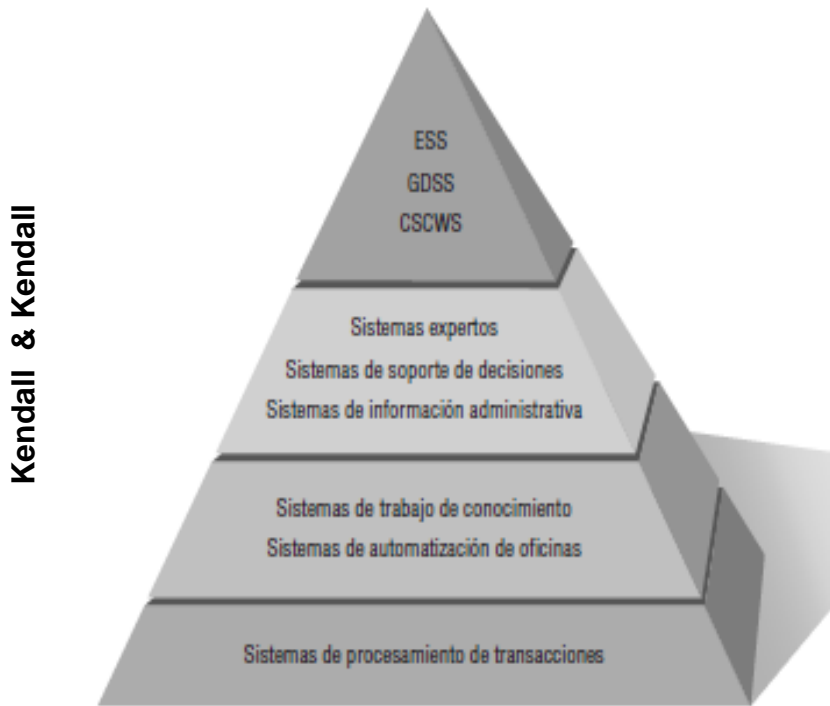 Kendall & Kendall
ESS
GDSS
CSCWS
Sistemas expertos
Sistemas de soporte de decisiones
Sistemas de información administrativa
Sistemas de trabajo de conocimiento
Sistemas de automatización de oficinas
Sistemas de procesamiento de transacciones